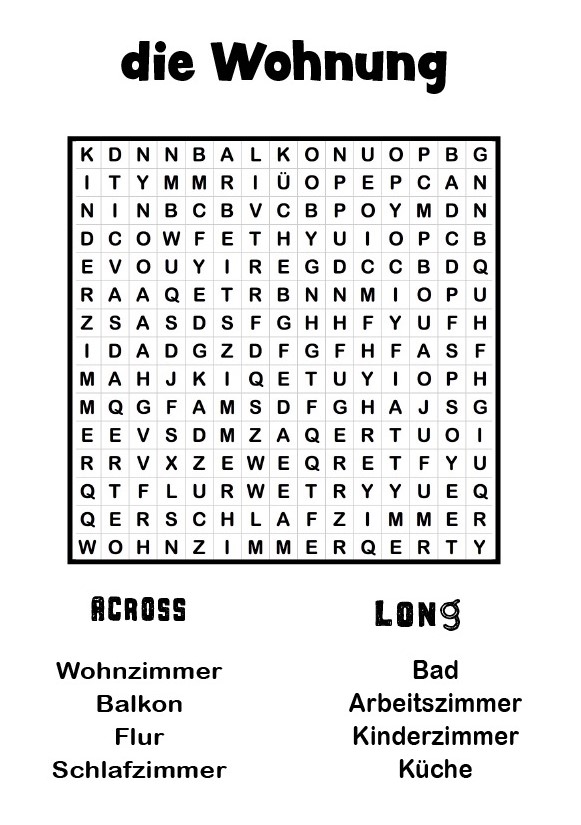 die Wohnung
K D N N B A L K O N U O P B G
I T Y M M R I Ü O P E P C A N
N I N B C B V C B P O Y M D N
D C O W F E T H Y U I O P C B
E V O U Y I R E G D C C B D Q
R A A Q E T R B N N M I O P U
Z S A S D S F G H H F Y U F H
I D A D G Z D F G F H F A S F
M A H J K I Q E T U Y I O P H
M Q G F A M S D F G H A J S G
E E V S D M Z A Q E R T U O I
R R V X Z E W E Q R E T F Y U
Q T F L U R W E T R Y Y U E Q
Q E R S C H L A F Z I M M E R
W O H N Z I M M E R Q E R T Y
ACROSS
LONg
Wohnzimmer
Balkon
Flur
Schlafzimmer
Bad
Arbeitszimmer
Kinderzimmer
Küche